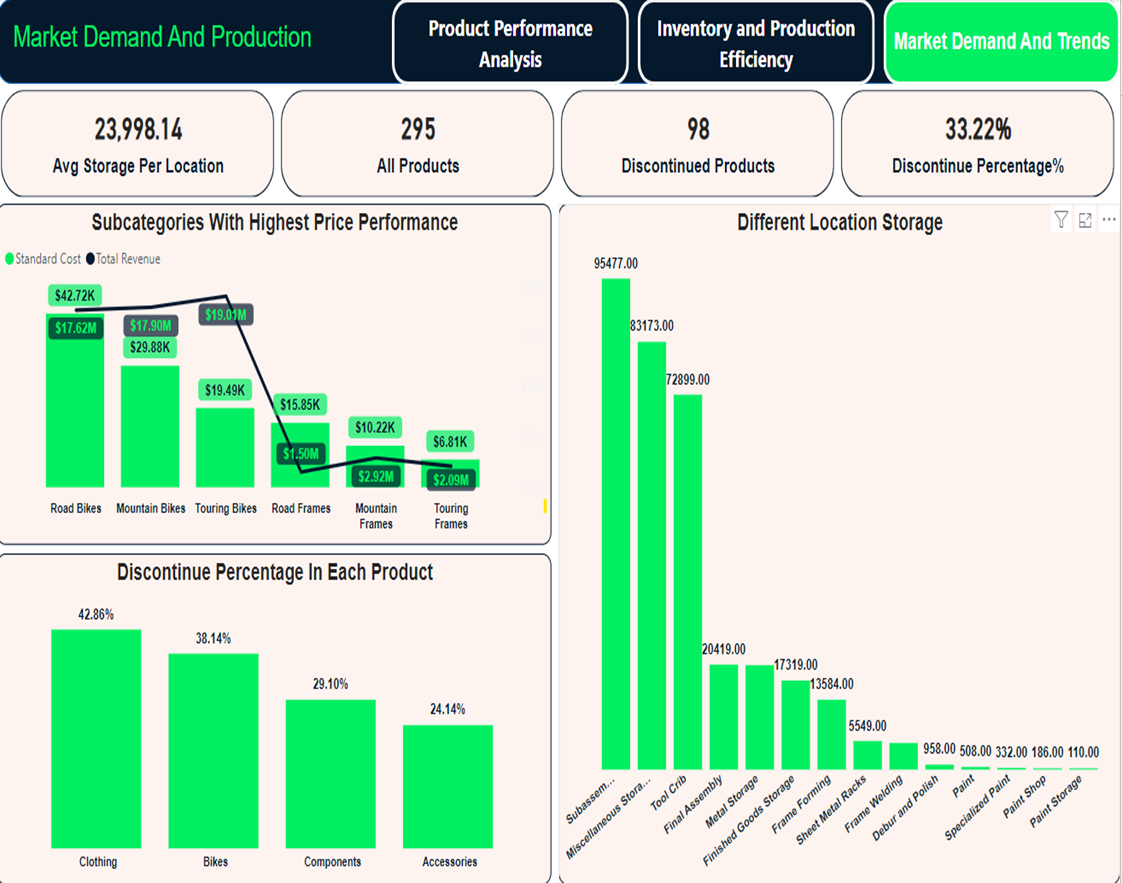 Market Demand And Production
Product Performance
Analysis
Inventory and Production
Efficiency
Market Demand And Trends
23,998.14
Avg Storage Per Location
295
All Products
98
Discontinued Products
33.22%
Discontinue Percentage%
Subcategories With Highest Price Performance
Standard Cost
Total Revenue
$42.72K
$17.62M
$17.90M
$29.88K
$19.01M
$19.49K
$15.85K
$1.50M
$10.22K
$2.92M
$6.81K
$2.09M
Road Bikes
Mountain Bikes
Touring Bikes
Road Frames
Mountain
Frames
Touring
Frames
Discontinue Percentage In Each Product
42.86%
38.14%
29.10%
24.14%
Clothing
Bikes
Components
Accessories
Different Location Storage
95477.00
83173.00
72899.00
20419.00
17319.00
13584.00
5549.00
958.00
508.00
332.00
186.00
110.00
Subassem...
Miscellaneous Stora...
Tool Crib
Final Assembly
Metal Storage
Finished Goods Storage
Frame Forming
Sheet Metal Racks
Frame Welding
Debur and Polish
Paint
Specialized Paint
Paint Shop
Paint Storage